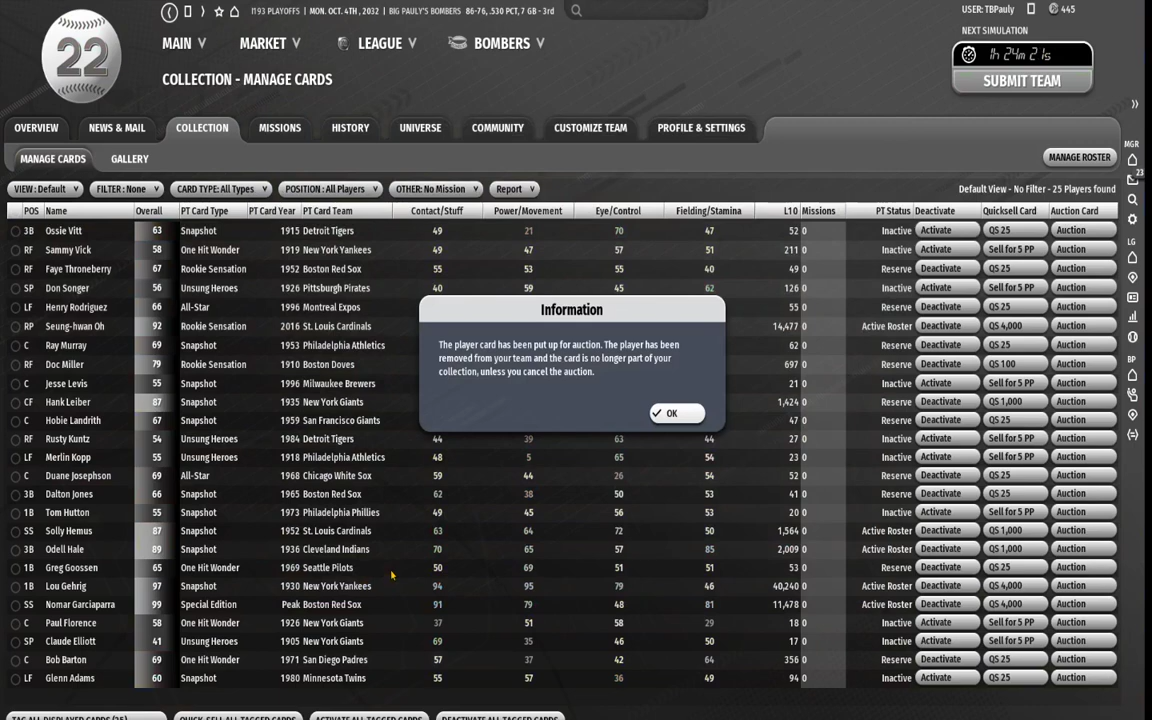 I193 PLAYOFFS | MON. OCT. 4TH, 2032 | BIG PAULY'S BOMBERS 86-76, .530 PCT, 7 GB - 3rd
USER: TBPauly 445
22
MAIN MARKET LEAGUE BOMBERS
NEXT SIMULATION
1h 24m 21s
COLLECTION - MANAGE CARDS
SUBMIT TEAM
OVERVIEW NEWS & MAIL COLLECTION MISSIONS HISTORY UNIVERSE COMMUNITY CUSTOMIZE TEAM PROFILE & SETTINGS
MANAGE CARDS GALLERY MANAGE ROSTER
VIEW: Default FILTER: None CARD TYPE: All Types POSITION: All Players OTHER: No Mission Report Default View - No Filter - 25 Players found
POS Name Overall PT Card Type PT Card Year PT Card Team Contact/Stuff Power/Movement Eye/Control Fielding/Stamina L10 Missions PT Status Deactivate Quicksell Card Auction Card
3B Ossie Vitt 63 Snapshot 1915 Detroit Tigers 49 21 70 47 52 0 Inactive Activate QS 25 Auction
RF Sammy Vick 58 One Hit Wonder 1919 New York Yankees 49 47 57 51 211 0 Inactive Activate Sell for 5 PP Auction
RF Faye Throneberry 67 Rookie Sensation 1952 Boston Red Sox 55 53 55 40 49 0 Reserve Deactivate QS 25 Auction
SP Don Songer 56 Unsung Heroes 1926 Pittsburgh Pirates 40 59 45 62 126 0 Inactive Activate Sell for 5 PP Auction
LF Henry Rodriguez 66 All-Star 1996 Montreal Expos 55 0 Reserve Deactivate QS 25 Auction
RP Seung-hwan Oh 92 Rookie Sensation 2016 St. Louis Cardinals 14,477 0 Active Roster Deactivate QS 4,000 Auction
C Ray Murray 69 Snapshot 1953 Philadelphia Athletics 62 0 Reserve Deactivate QS 25 Auction
RF Doc Miller 79 Rookie Sensation 1910 Boston Doves 697 0 Reserve Deactivate QS 100 Auction
C Jesse Levis 55 Snapshot 1996 Milwaukee Brewers 21 0 Inactive Activate Sell for 5 PP Auction
CF Hank Leiber 87 Snapshot 1935 New York Giants 1,424 0 Reserve Deactivate QS 1,000 Auction
C Hobie Landrith 67 Snapshot 1959 San Francisco Giants 47 0 Reserve Deactivate QS 25 Auction
RF Rusty Kuntz 54 Unsung Heroes 1984 Detroit Tigers 44 39 63 44 27 0 Inactive Activate Sell for 5 PP Auction
LF Merlin Kopp 55 Unsung Heroes 1918 Philadelphia Athletics 48 5 65 54 23 0 Inactive Activate Sell for 5 PP Auction
C Duane Josephson 69 All-Star 1968 Chicago White Sox 59 44 26 54 52 0 Reserve Deactivate QS 25 Auction
3B Dalton Jones 66 Snapshot 1965 Boston Red Sox 62 38 50 53 41 0 Reserve Deactivate QS 25 Auction
1B Tom Hutton 55 Snapshot 1973 Philadelphia Phillies 49 45 56 53 20 0 Inactive Activate Sell for 5 PP Auction
SS Solly Hemus 87 Snapshot 1952 St. Louis Cardinals 63 64 72 50 1,564 0 Active Roster Deactivate QS 1,000 Auction
3B Odell Hale 89 Snapshot 1936 Cleveland Indians 70 65 57 85 2,009 0 Active Roster Deactivate QS 1,000 Auction
1B Greg Goossen 65 One Hit Wonder 1969 Seattle Pilots 50 69 51 51 53 0 Reserve Deactivate QS 25 Auction
1B Lou Gehrig 97 Snapshot 1930 New York Yankees 94 95 79 46 40,240 0 Active Roster Deactivate QS 4,000 Auction
SS Nomar Garciaparra 99 Special Edition Peak Boston Red Sox 91 79 48 81 11,478 0 Active Roster Deactivate QS 4,000 Auction
C Paul Florence 58 One Hit Wonder 1926 New York Giants 37 51 58 29 18 0 Inactive Activate Sell for 5 PP Auction
SP Claude Elliott 41 Unsung Heroes 1905 New York Giants 69 35 46 50 17 0 Inactive Activate Sell for 5 PP Auction
C Bob Barton 69 One Hit Wonder 1971 San Diego Padres 57 37 42 64 356 0 Reserve Deactivate QS 25 Auction
LF Glenn Adams 60 Snapshot 1980 Minnesota Twins 55 57 36 49 94 0 Inactive Activate QS 25 Auction
Information
The player card has been put up for auction. The player has been
removed from your team and the card is no longer part of your
collection, unless you cancel the auction.
OK
MGR
23
LG
BP
TAG ALL DISPLAYED CARDS (25) QUICK-SELL ALL TAGGED CARDS ACTIVATE ALL TAGGED CARDS DEACTIVATE ALL TAGGED CARDS